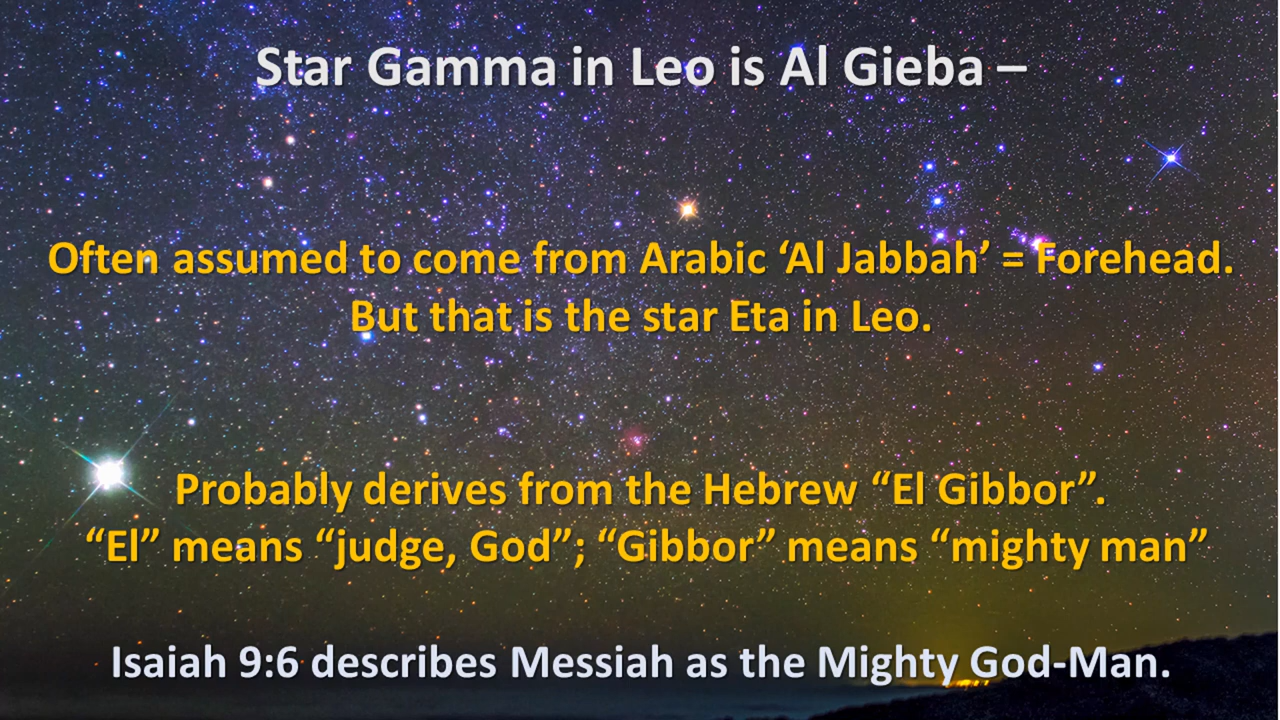 Star Gamma in Leo is Al Gieba –
Often assumed to come from Arabic ‘Al Jabbah’ = Forehead.
But that is the star Eta in Leo.
Probably derives from the Hebrew “El Gibbor”.
“El” means “judge, God”; “Gibbor” means “mighty man”
Isaiah 9:6 describes Messiah as the Mighty God-Man.